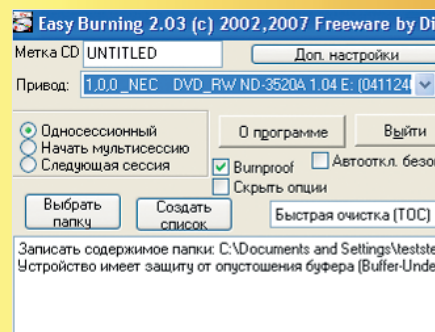 Easy Burning 2.03 (c) 2002,2007 Freeware by Di
Метка CD UNTITLED Доп. настройки
Привод: 1,0,0 _NEC DVD_RW ND-3520A 1.04 E: (041124
Односессионный О программе Выйти
Начать мультисессию
Следующая сессия Burnproof Автооткл. безо
Скрыть опции
Выбрать папку Создать список Быстрая очистка (TOC)
Записать содержимое папки: C:\Documents and Settings\testste
Устройство имеет защиту от опустошения буфера (Buffer-Unde